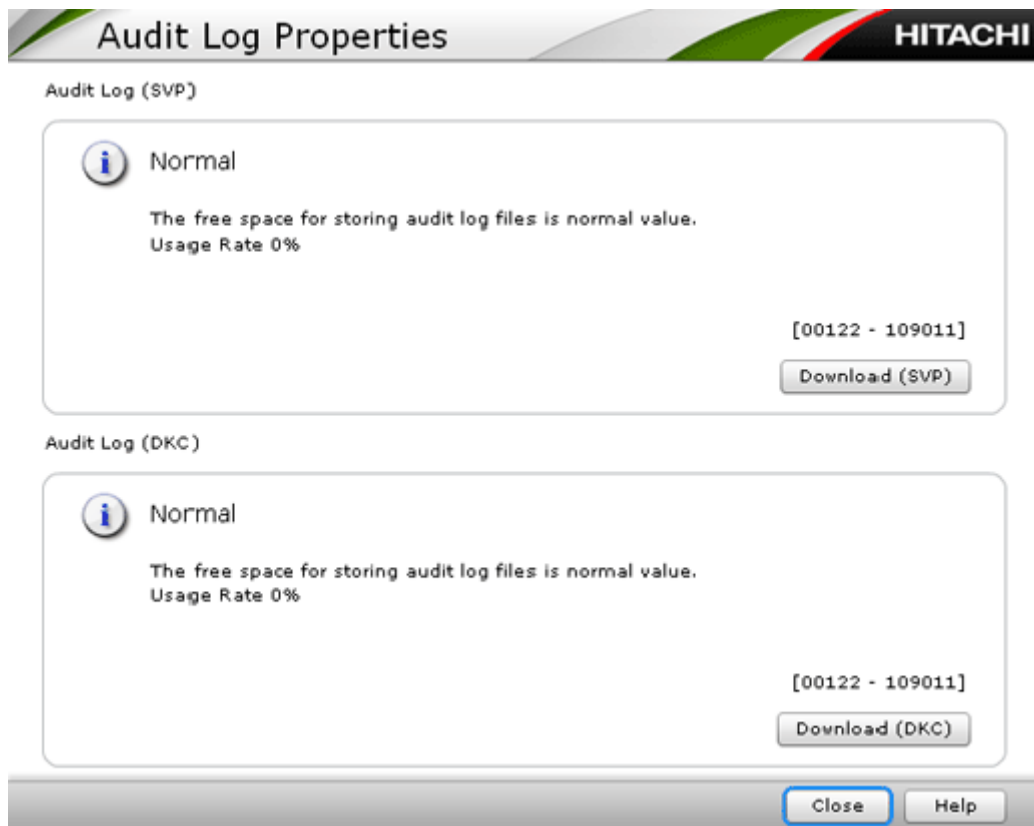 Audit Log Properties
HITACHI
Audit Log (SVP)
Normal
The free space for storing audit log files is normal value.
Usage Rate 0%
[00122 - 109011]
Download (SVP)
Audit Log (DKC)
Normal
The free space for storing audit log files is normal value.
Usage Rate 0%
[00122 - 109011]
Download (DKC)
Close
Help